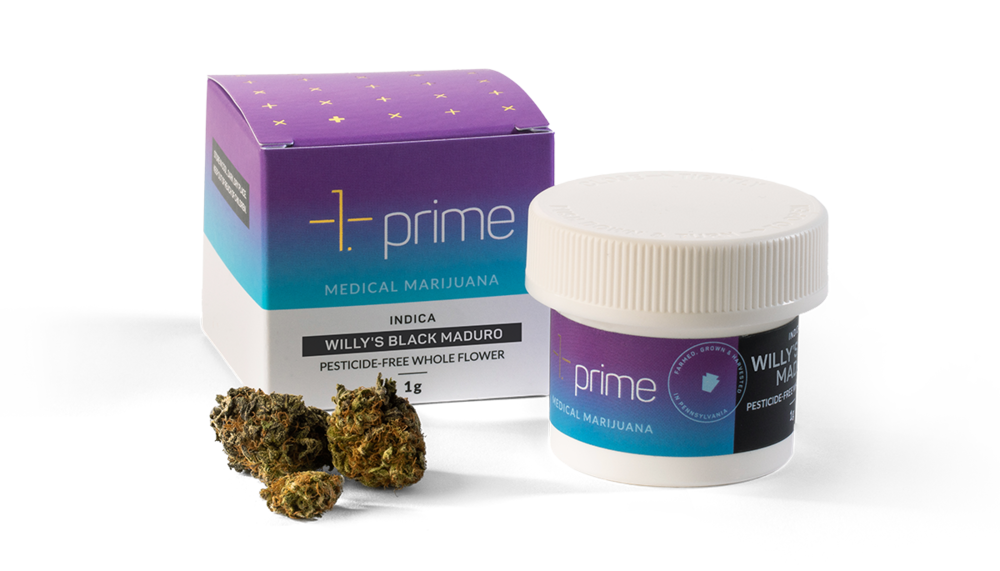 prime
MEDICAL MARIJUANA
INDICA
WILLY'S BLACK MADURO
PESTICIDE-FREE WHOLE FLOWER
1g
prime
MEDICAL MARIJUANA
FARMED, GROWN & HARVESTED
IN PENNSYLVANIA
WILLY'S
PESTICIDE-FREE